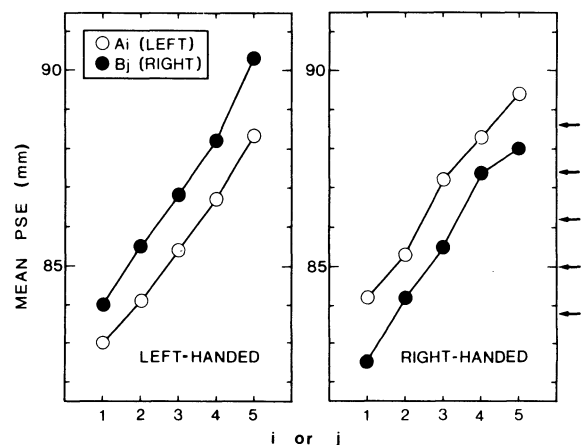 Ai (LEFT)
Bj (RIGHT)
90
85
MEAN PSE (mm)
LEFT-HANDED
1 2 3 4 5
90
85
RIGHT-HANDED
1 2 3 4 5
i or j